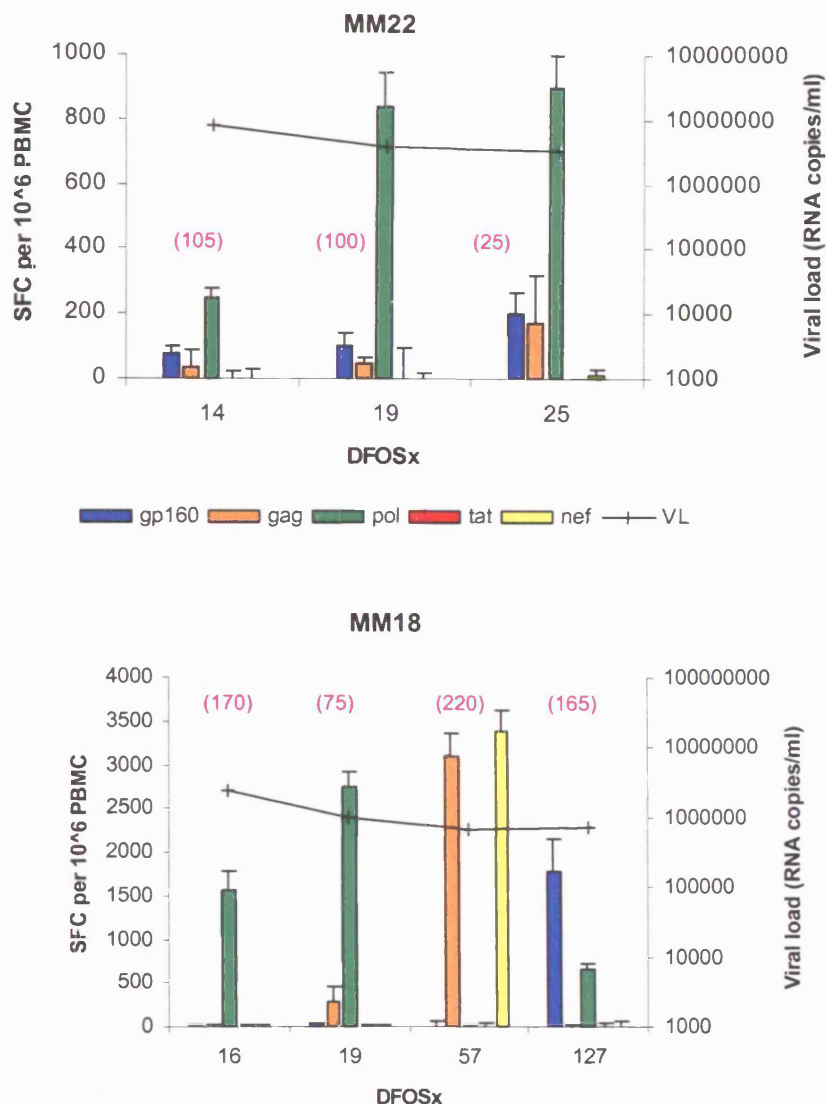 MM22
1000
800
600
400
200
0
SFC per 10^6 PBMC
(105) (100) (25)
100000000
10000000
1000000
100000
10000
1000
Viral load (RNA copies/ml)
14 19 25
DFOSx
gp160 gag pol tat nef VL
MM18
4000
3500
3000
2500
2000
1500
1000
500
0
SFC per 10^6 PBMC
(170) (75) (220) (165)
100000000
10000000
1000000
100000
10000
1000
Viral load (RNA copies/ml)
16 19 57 127
DFOSx